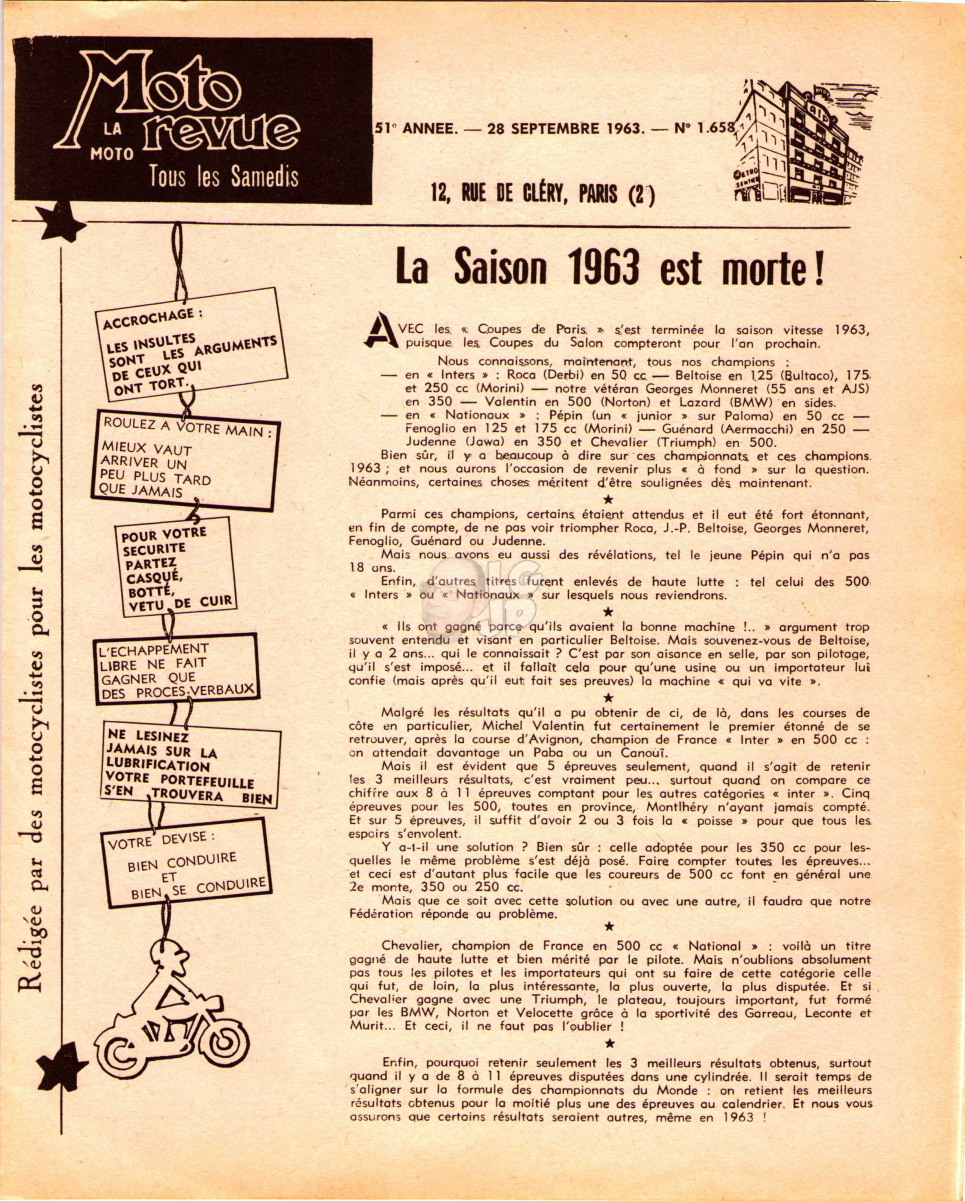 Moto
revue
LA
MOTO
Tous les Samedis
51e ANNEE. — 28 SEPTEMBRE 1963. — N° 1.658
12, RUE DE CLÉRY, PARIS (2e)
METRO
SENTIER
Rédigée par des motocyclistes pour les motocyclistes
ACCROCHAGE :
LES INSULTES
SONT LES ARGUMENTS
DE CEUX QUI
ONT TORT.
ROULEZ A VOTRE MAIN :
MIEUX VAUT
ARRIVER UN
PEU PLUS TARD
QUE JAMAIS
POUR VOTRE
SECURITE
PARTEZ
CASQUÉ,
BOTTÉ,
VETU DE CUIR
L'ECHAPPEMENT
LIBRE NE FAIT
GAGNER QUE
DES PROCES-VERBAUX
NE LESINEZ
JAMAIS SUR LA
LUBRIFICATION
VOTRE PORTEFEUILLE
S'EN TROUVERA BIEN
VOTRE DEVISE :
BIEN CONDUIRE
ET
BIEN SE CONDUIRE
La Saison 1963 est morte !
AVEC les « Coupes de Paris » s'est terminée la saison vitesse 1963,
puisque les Coupes du Salon compteront pour l'an prochain.
Nous connaissons, maintenant, tous nos champions :
— en « Inters » : Roca (Derbi) en 50 cc — Beltoise en 125 (Bultaco), 175
et 250 cc (Morini) — notre vétéran Georges Monneret (55 ans et AJS)
en 350 — Valentin en 500 (Norton) et Lazard (BMW) en sides.
— en « Nationaux » : Pépin (un « junior » sur Paloma) en 50 cc —
Fenoglio en 125 et 175 cc (Morini) — Guénard (Aermacchi) en 250 —
Judenne (Jawa) en 350 et Chevalier (Triumph) en 500.
Bien sûr, il y a beaucoup à dire sur ces championnats et ces champions
1963 ; et nous aurons l'occasion de revenir plus « à fond » sur la question.
Néanmoins, certaines choses méritent d'être soulignées dès maintenant.
★
Parmi ces champions, certains étaient attendus et il eut été fort étonnant,
en fin de compte, de ne pas voir triompher Roca, J.-P. Beltoise, Georges Monneret,
Fenoglio, Guénard ou Judenne.
Mais nous avons eu aussi des révélations, tel le jeune Pépin qui n'a pas
18 ans.
Enfin, d'autres titres furent enlevés de haute lutte : tel celui des 500
« Inters » ou « Nationaux » sur lesquels nous reviendrons.
★
« Ils ont gagné parce qu'ils avaient la bonne machine !.. » argument trop
souvent entendu et visant en particulier Beltoise. Mais souvenez-vous de Beltoise,
il y a 2 ans... qui le connaissait ? C'est par son aisance en selle, par son pilotage,
qu'il s'est imposé... et il fallait cela pour qu'une usine ou un importateur lui
confie (mais après qu'il eut fait ses preuves) la machine « qui va vite ».
★
Malgré les résultats qu'il a pu obtenir de ci, de là, dans les courses de
côte en particulier, Michel Valentin fut certainement le premier étonné de se
retrouver, après la course d'Avignon, champion de France « Inter » en 500 cc :
on attendait davantage un Paba ou un Canouï.
Mais il est évident que 5 épreuves seulement, quand il s'agit de retenir
les 3 meilleurs résultats, c'est vraiment peu... surtout quand on compare ce
chiffre aux 8 à 11 épreuves comptant pour les autres catégories « inter ». Cinq
épreuves pour les 500, toutes en province, Montlhéry n'ayant jamais compté.
Et sur 5 épreuves, il suffit d'avoir 2 ou 3 fois la « poisse » pour que tous les
espoirs s'envolent.
Y a-t-il une solution ? Bien sûr : celle adoptée pour les 350 cc pour les-
quelles le même problème s'est déjà posé. Faire compter toutes les épreuves...
et ceci est d'autant plus facile que les coureurs de 500 cc font en général une
2e monte, 350 ou 250 cc.
Mais que ce soit avec cette solution ou avec une autre, il faudra que notre
Fédération réponde au problème.
★
Chevalier, champion de France en 500 cc « National » : voilà un titre
gagné de haute lutte et bien mérité par le pilote. Mais n'oublions absolument
pas tous les pilotes et les importateurs qui ont su faire de cette catégorie celle
qui fut, de loin, la plus intéressante, la plus ouverte, la plus disputée. Et si
Chevalier gagne avec une Triumph, le plateau, toujours important, fut formé
par les BMW, Norton et Velocette grâce à la sportivité des Garreau, Leconte et
Murit... Et ceci, il ne faut pas l'oublier !
★
Enfin, pourquoi retenir seulement les 3 meilleurs résultats obtenus, surtout
quand il y a de 8 à 11 épreuves disputées dans une cylindrée. Il serait temps de
s'aligner sur la formule des championnats du Monde : on retient les meilleurs
résultats obtenus pour la moitié plus une des épreuves au calendrier. Et nous vous
assurons que certains résultats seraient autres, même en 1963 !